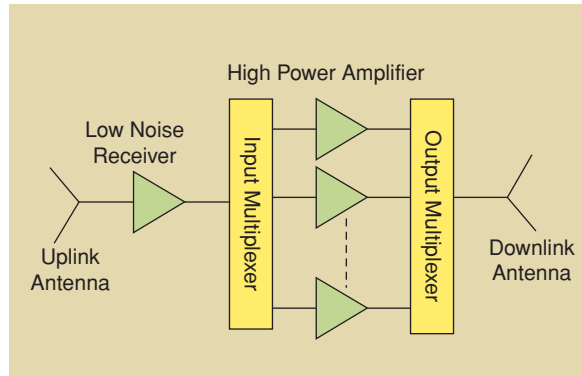 High Power Amplifier
Low Noise
Receiver
Input Multiplexer
Output Multiplexer
Uplink
Antenna
Downlink
Antenna